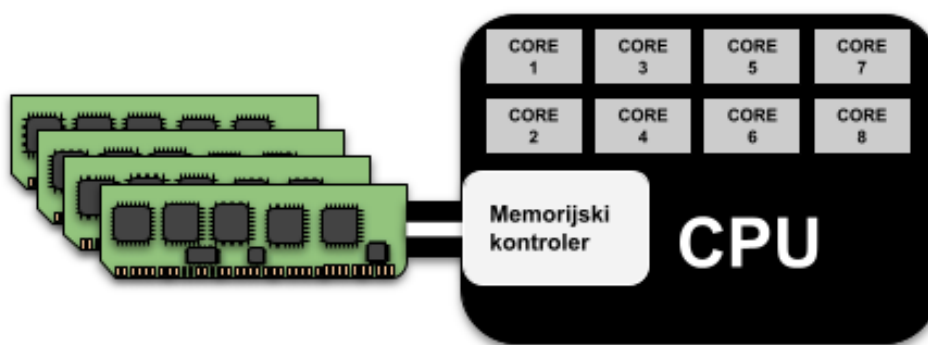 CORE
1
CORE
3
CORE
5
CORE
7
CORE
2
CORE
4
CORE
6
CORE
8
Memorijski
kontroler
CPU